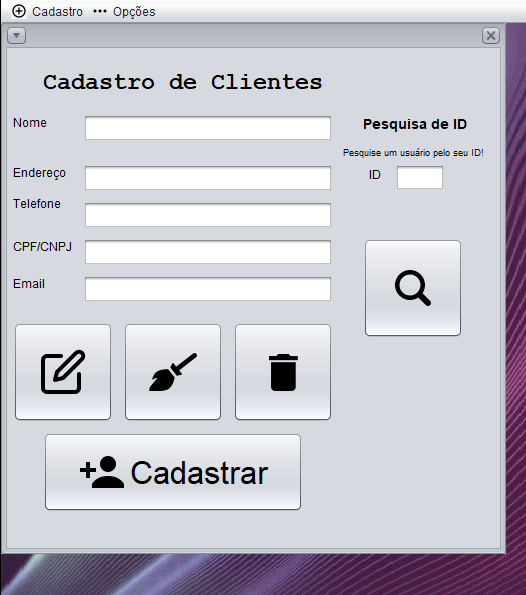 Cadastro ••• Opções
Cadastro de Clientes
Nome
Endereço
Telefone
CPF/CNPJ
Email
Pesquisa de ID
Pesquise um usuário pelo seu ID!
ID
Cadastrar